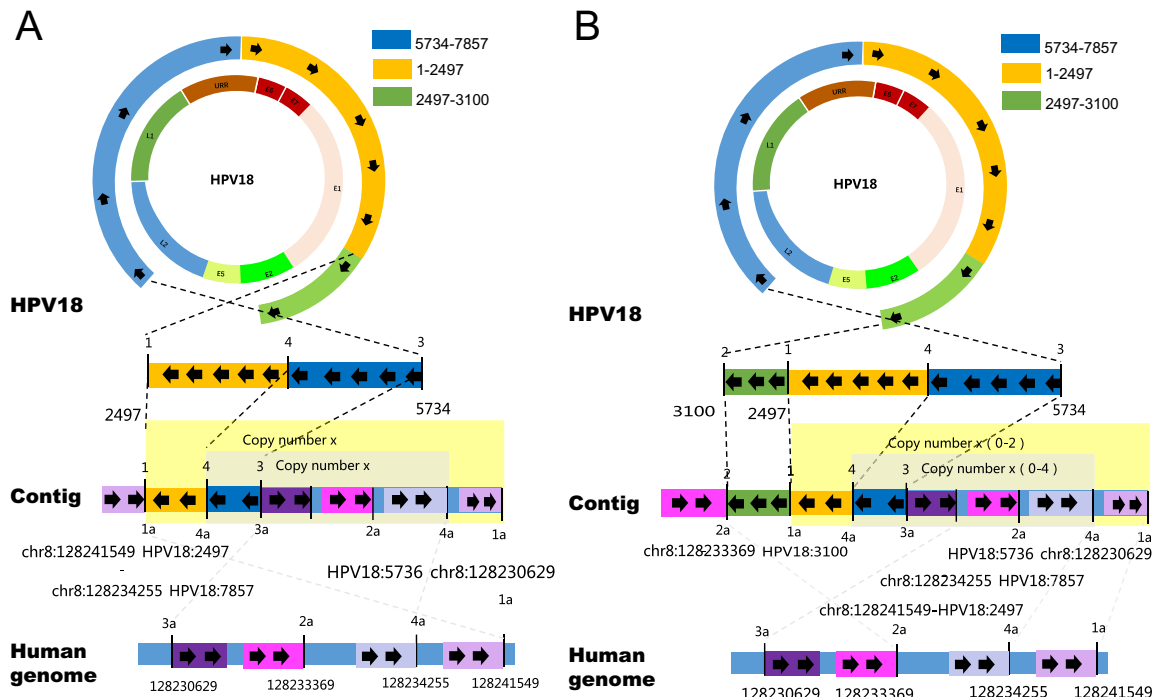 A
5734-7857
1-2497
2497-3100
URR
E6
E7
L1
HPV18
E1
L2
E5
E2
HPV18
1
4
3
2497
5734
Copy number x
Copy number x
1
4
3
Contig
1a
4a
3a
2a
1a
chr8:128241549 HPV18:2497
-
chr8:128234255 HPV18:7857
HPV18:5736 chr8:128230629
1a
3a
2a
4a
Human
genome
128230629
128233369
128234255
128241549
B
5734-7857
1-2497
2497-3100
URR
E6
E7
L1
HPV18
E1
L2
E5
E2
HPV18
2
1
4
3
3100
2497
5734
Copy number x ( 0-2 )
Copy number x ( 0-4 )
2
1
4
3
Contig
2a
1a
4a
3a
2a
4a
1a
chr8:128233369
HPV18:3100
HPV18:5736 chr8:128230629
chr8:128234255 HPV18:7857
chr8:128241549-HPV18:2497
3a
2a
4a
1a
Human
genome
128230629
128233369
128234255
128241549